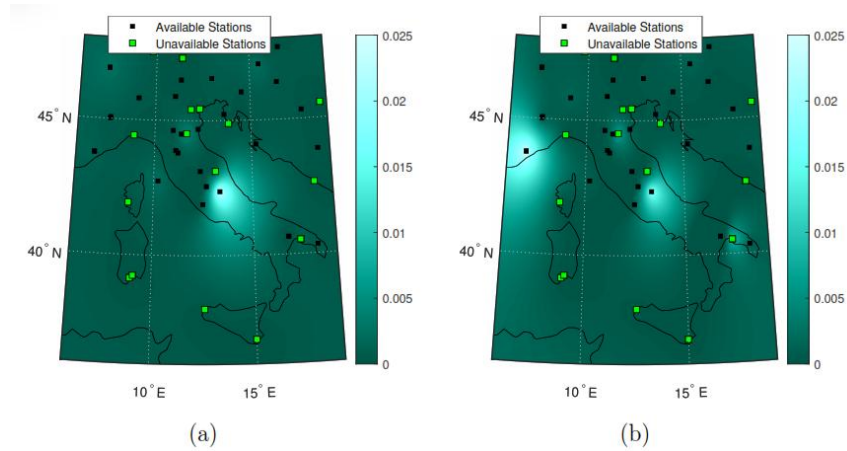 Available Stations
Unavailable Stations
0.025
0.02
0.015
0.01
0.005
0
45° N
40° N
10° E
15° E
(a)
Available Stations
Unavailable Stations
0.025
0.02
0.015
0.01
0.005
0
45° N
40° N
10° E
15° E
(b)